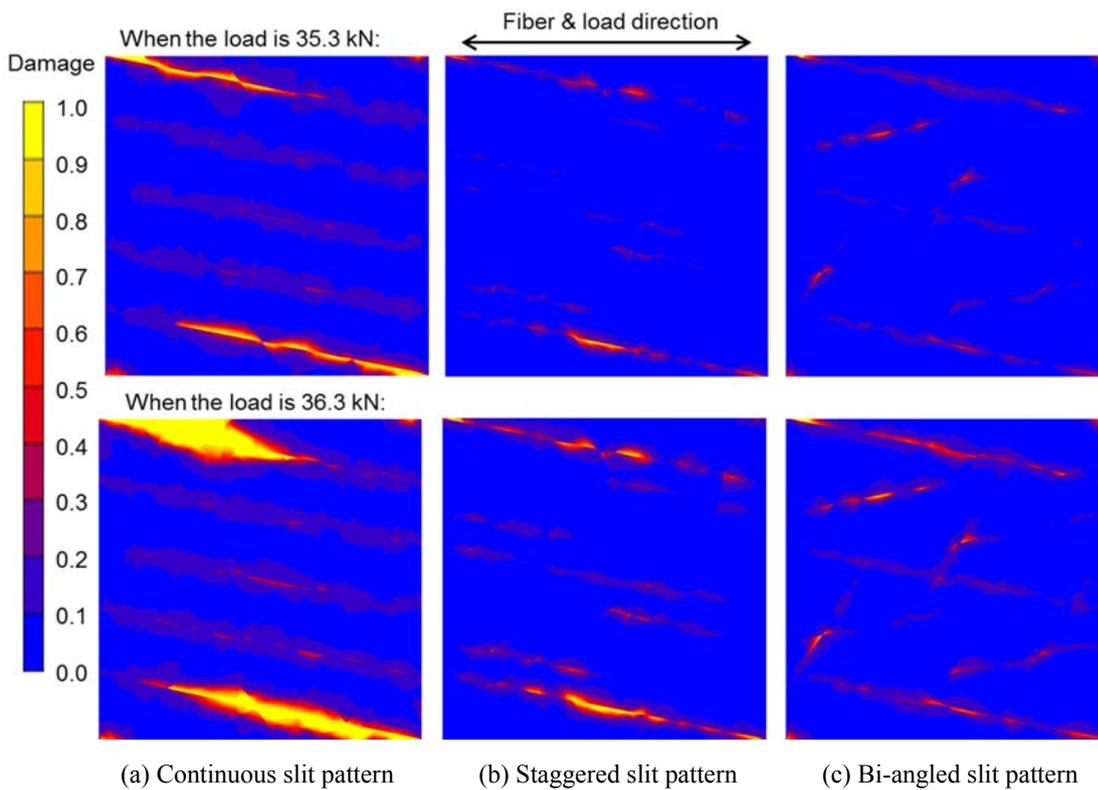 Fiber & load direction
When the load is 35.3 kN:
Damage
1.0
0.9
0.8
0.7
0.6
0.5
0.4
0.3
0.2
0.1
0.0
When the load is 36.3 kN:
(a) Continuous slit pattern
(b) Staggered slit pattern
(c) Bi-angled slit pattern